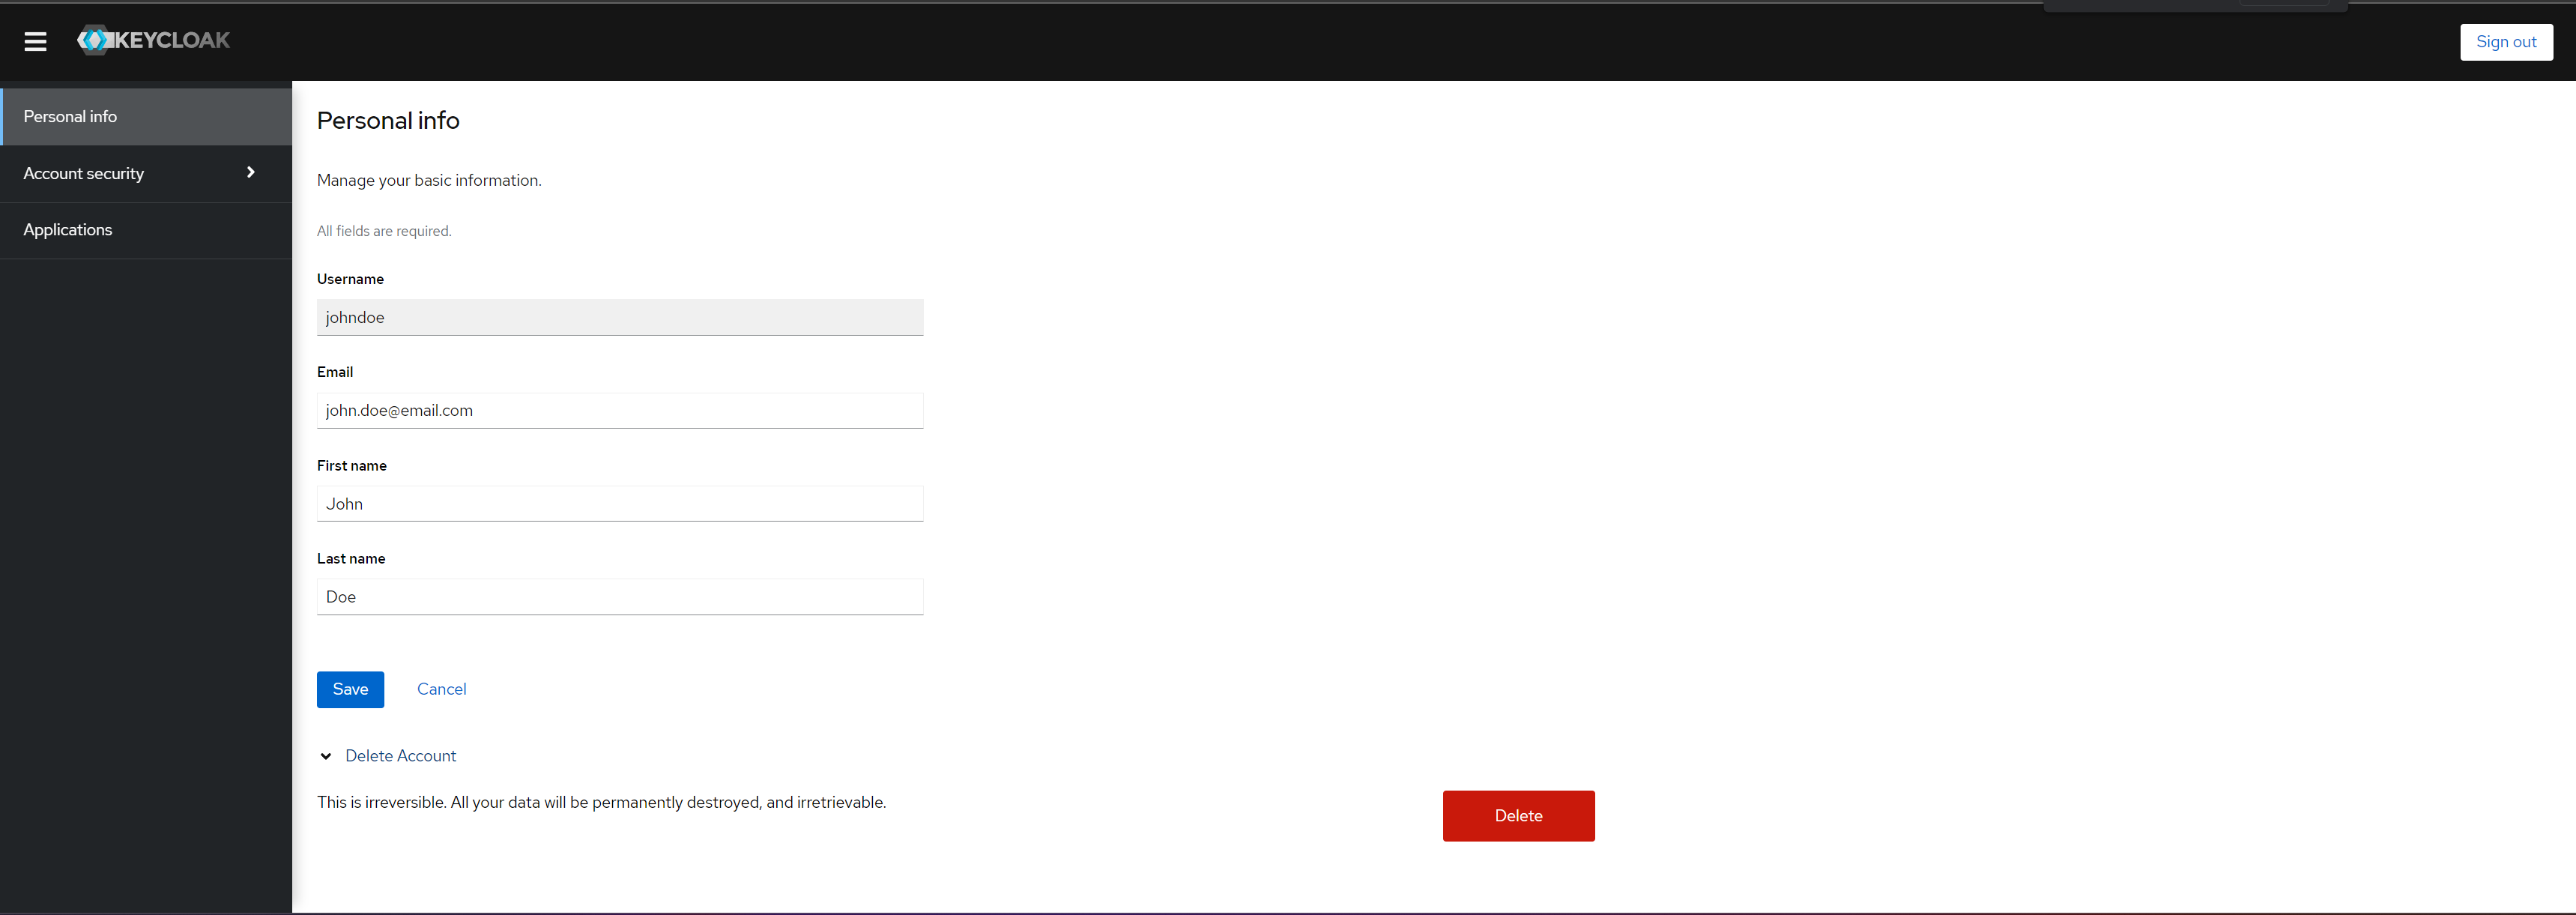 KEYCLOAK
Sign out
Personal info
Account security
Applications
Personal info
Manage your basic information.
All fields are required.
Username
johndoe
Email
john.doe@email.com
First name
John
Last name
Doe
Save Cancel
Delete Account
This is irreversible. All your data will be permanently destroyed, and irretrievable.
Delete